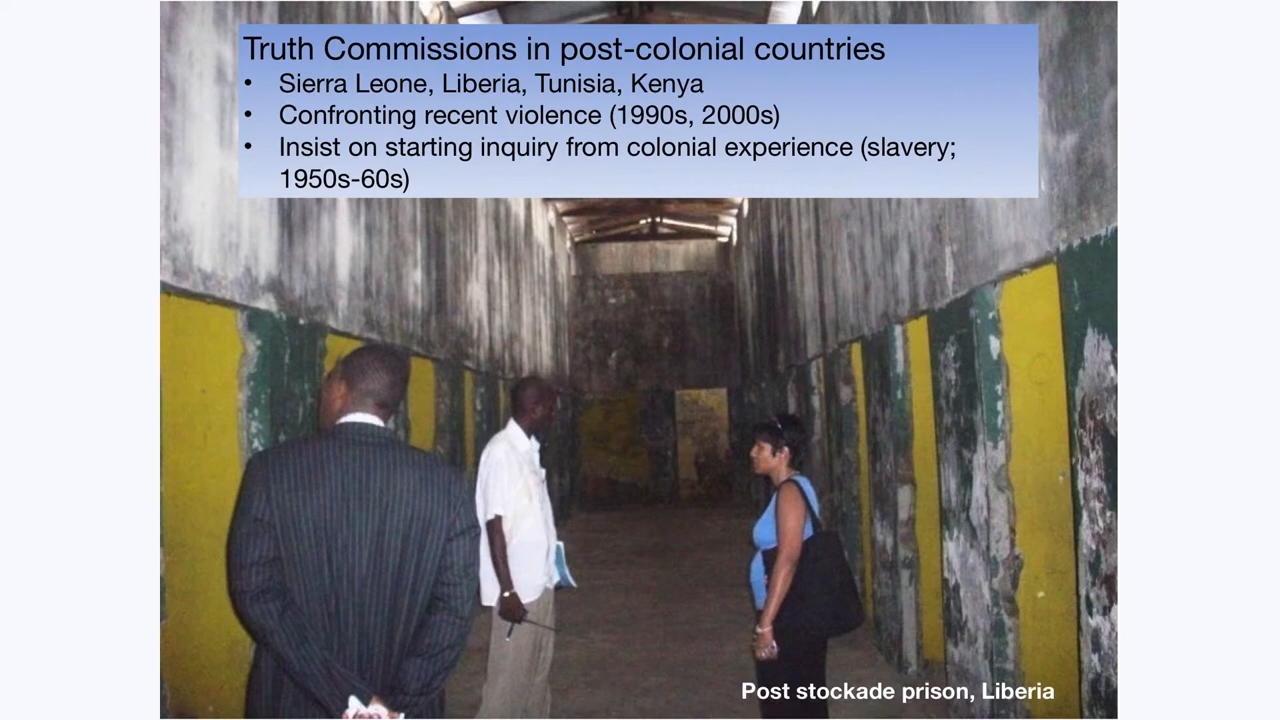 Truth Commissions in post-colonial countries
• Sierra Leone, Liberia, Tunisia, Kenya
• Confronting recent violence (1990s, 2000s)
• Insist on starting inquiry from colonial experience (slavery;
1950s-60s)
Post stockade prison, Liberia